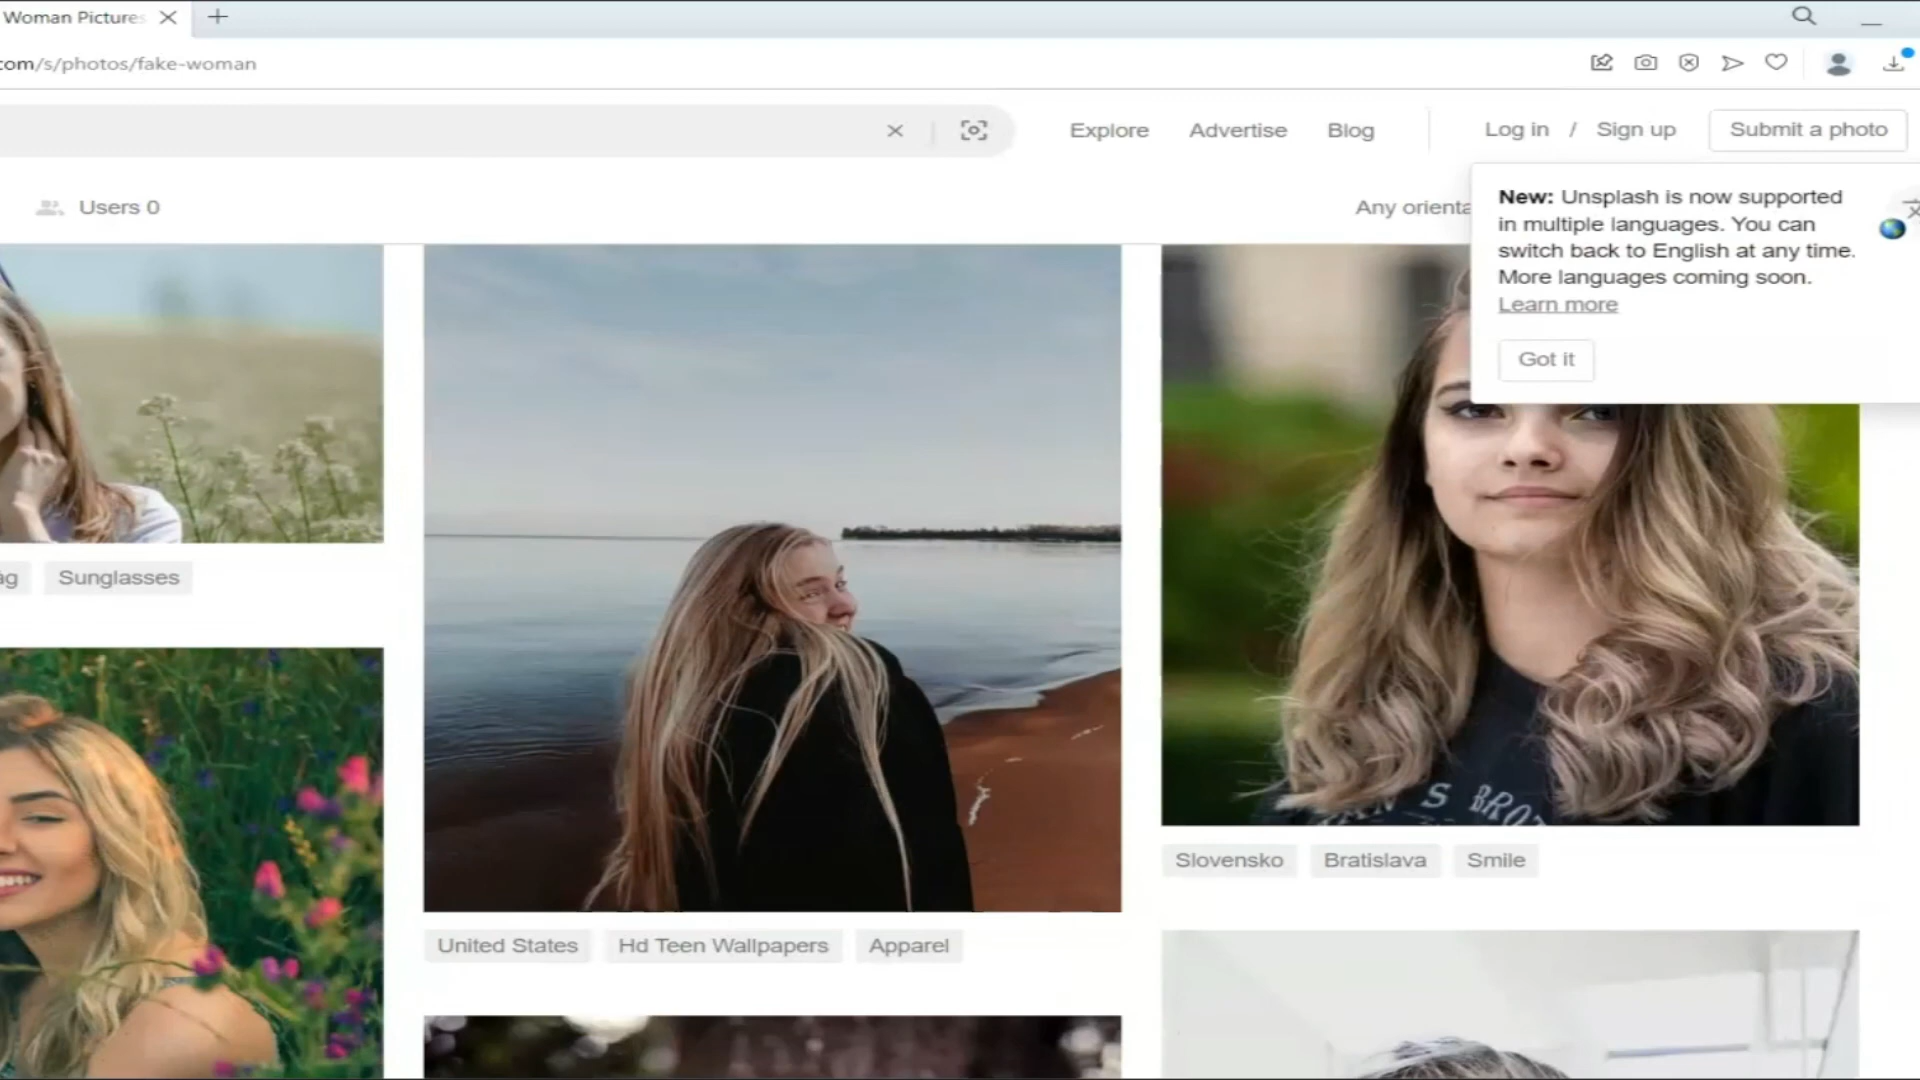 Woman Pictures
com/s/photos/fake-woman
Explore
Advertise
Blog
Log in / Sign up
Submit a photo
Users 0
Any orienta
New: Unsplash is now supported
in multiple languages. You can
switch back to English at any time.
More languages coming soon.
Learn more
Got it
ag
Sunglasses
S BRO
Slovensko
Bratislava
Smile
United States
Hd Teen Wallpapers
Apparel